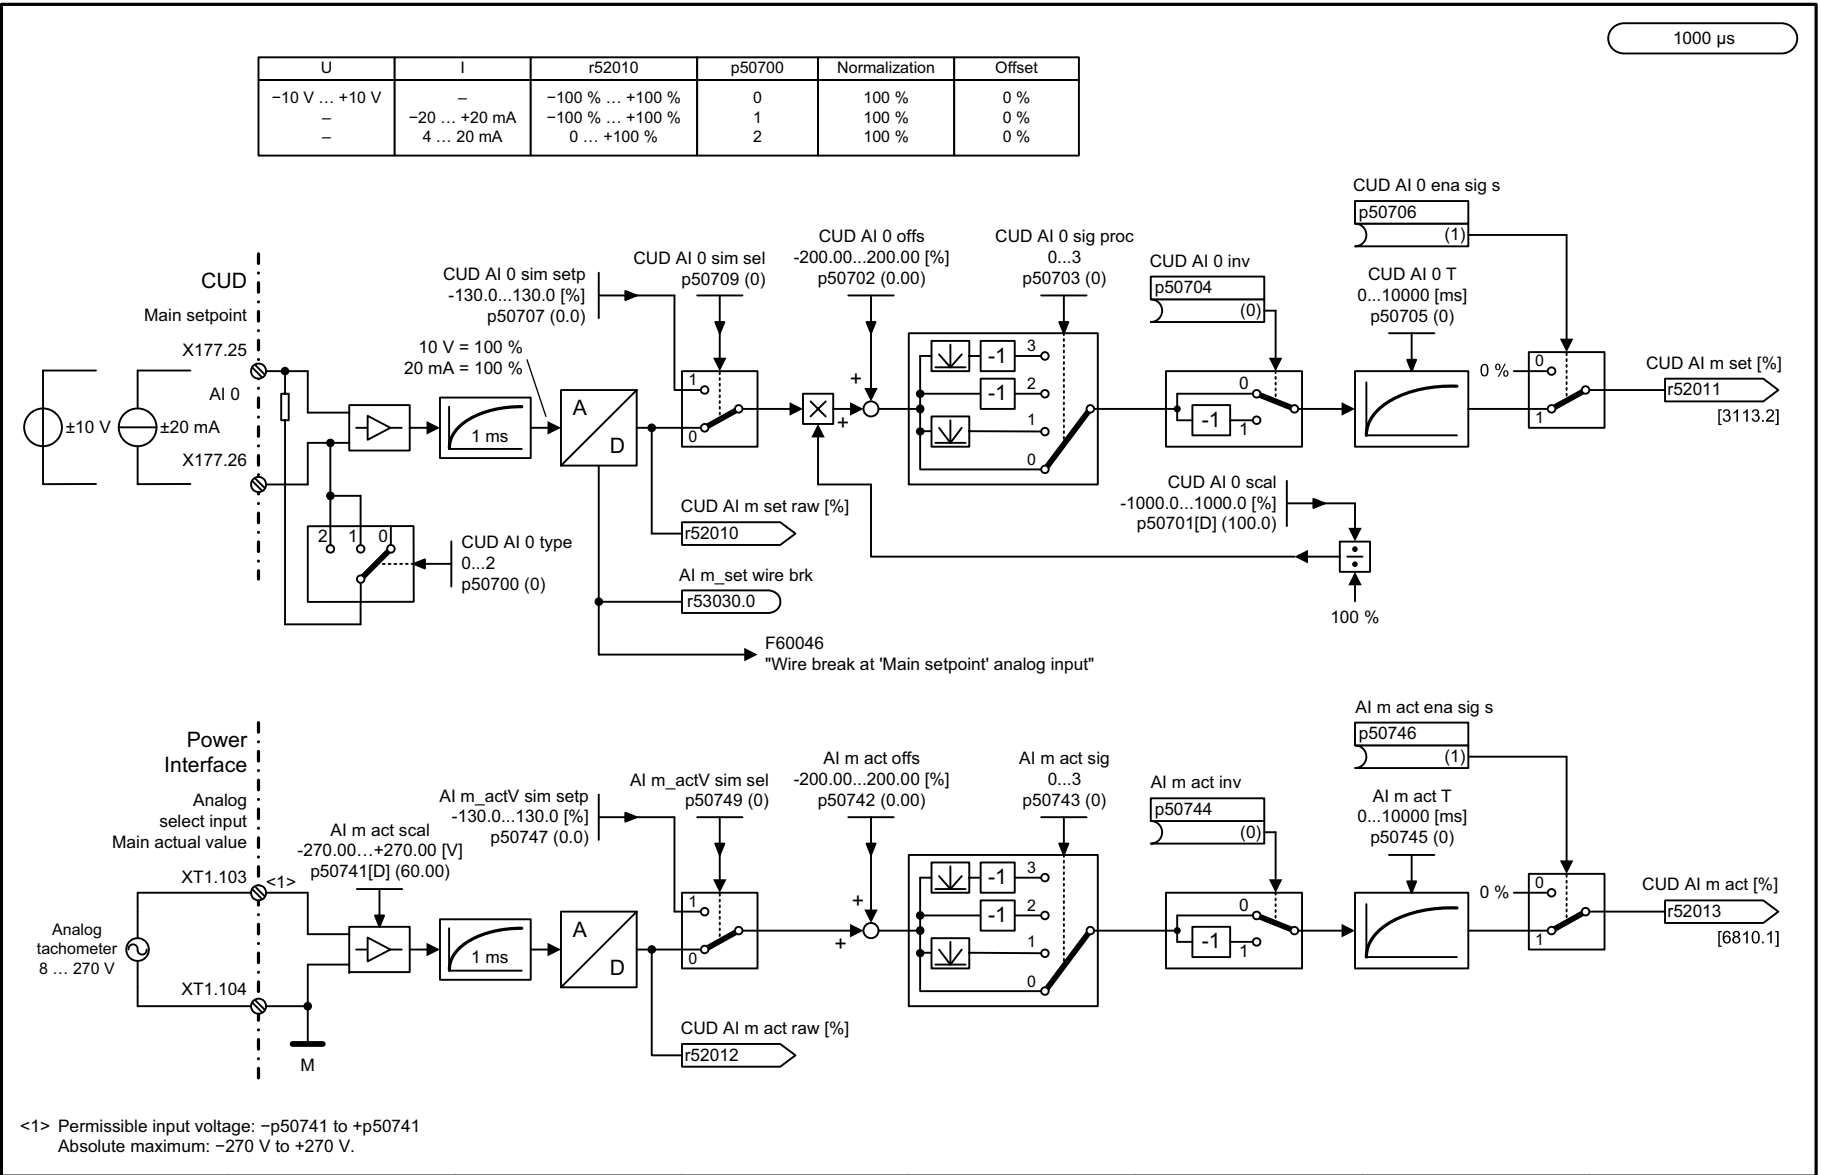 1000 µs
U I r52010 p50700 Normalization Offset
−10 V … +10 V – −100 % … +100 % 0 100 % 0 %
– −20 … +20 mA −100 % … +100 % 1 100 % 0 %
– 4 … 20 mA 0 … +100 % 2 100 % 0 %
CUD AI 0 ena sig s
p50706
(1)
CUD
Main setpoint
X177.25
AI 0
X177.26
±10 V
±20 mA
CUD AI 0 sim setp
-130.0...130.0 [%]
p50707 (0.0)
10 V = 100 %
20 mA = 100 %
1 ms
A
D
CUD AI 0 sim sel
p50709 (0)
1
0
CUD AI 0 offs
-200.00...200.00 [%]
p50702 (0.00)
+
+
CUD AI 0 sig proc
0...3
p50703 (0)
-1 3
-1 2
1
0
CUD AI 0 inv
p50704
(0)
0
-1 1
CUD AI 0 T
0...10000 [ms]
p50705 (0)
0 %
0
1
CUD AI m set [%]
r52011
[3113.2]
CUD AI 0 scal
-1000.0...1000.0 [%]
p50701[D] (100.0)
÷
100 %
2 1 0
CUD AI 0 type
0...2
p50700 (0)
CUD AI m set raw [%]
r52010
AI m_set wire brk
r53030.0
F60046
"Wire break at 'Main setpoint' analog input"
AI m act ena sig s
p50746
(1)
Power
Interface
Analog
select input
Main actual value
XT1.103
<1>
XT1.104
Analog
tachometer
8 … 270 V
M
AI m act scal
-270.00…+270.00 [V]
p50741[D] (60.00)
AI m_actV sim setp
-130.0...130.0 [%]
p50747 (0.0)
1 ms
A
D
AI m_actV sim sel
p50749 (0)
1
0
AI m act offs
-200.00...200.00 [%]
p50742 (0.00)
+
+
AI m act sig
0...3
p50743 (0)
-1 3
-1 2
1
0
AI m act inv
p50744
(0)
0
-1 1
AI m act T
0...10000 [ms]
p50745 (0)
0 %
0
1
CUD AI m act [%]
r52013
[6810.1]
CUD AI m act raw [%]
r52012
<1> Permissible input voltage: −p50741 to +p50741
Absolute maximum: −270 V to +270 V.